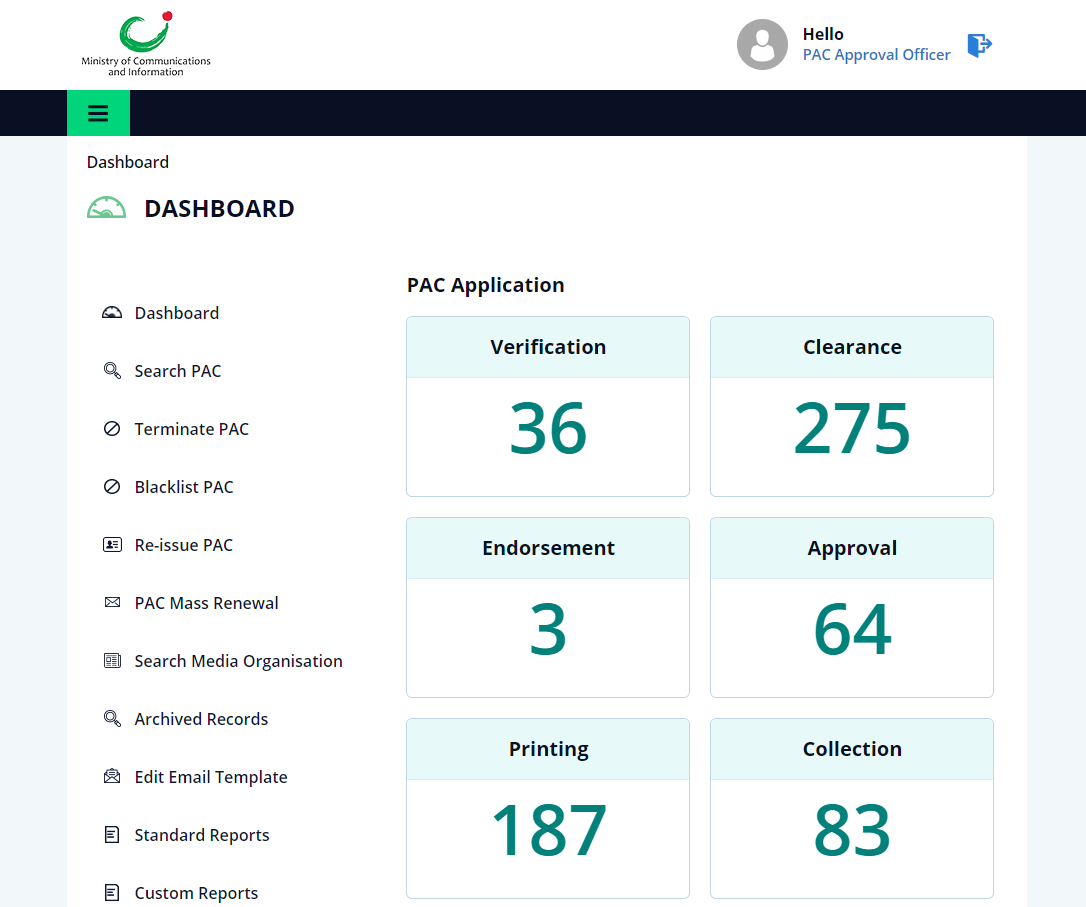 Ministry of Communications
and Information
Hello
PAC Approval Officer
Dashboard
DASHBOARD
Dashboard
Search PAC
Terminate PAC
Blacklist PAC
Re-issue PAC
PAC Mass Renewal
Search Media Organisation
Archived Records
Edit Email Template
Standard Reports
Custom Reports
PAC Application
Verification
36
Clearance
275
Endorsement
3
Approval
64
Printing
187
Collection
83